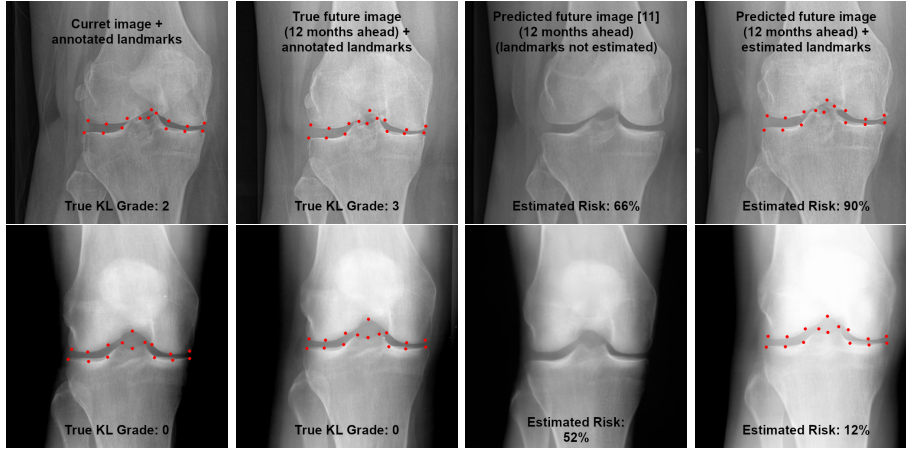 Curret image +
annotated landmarks
True future image
(12 months ahead) +
annotated landmarks
Predicted future image [11]
(12 months ahead)
(landmarks not estimated)
Predicted future image
(12 months ahead) +
estimated landmarks
True KL Grade: 2
True KL Grade: 3
Estimated Risk: 66%
Estimated Risk: 90%
True KL Grade: 0
True KL Grade: 0
Estimated Risk:
52%
Estimated Risk: 12%